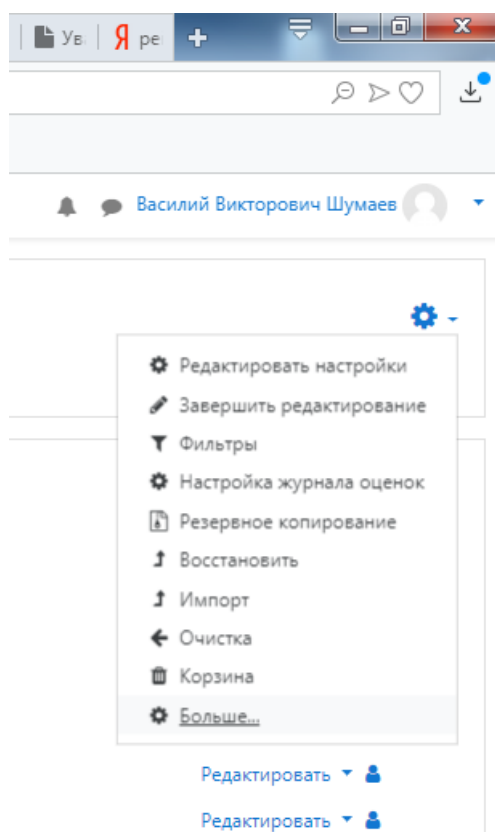 Ув
Я ре
Василий Викторович Шумаев
Редактировать настройки
Завершить редактирование
Фильтры
Настройка журнала оценок
Резервное копирование
Восстановить
Импорт
Очистка
Корзина
Больше...
Редактировать
Редактировать